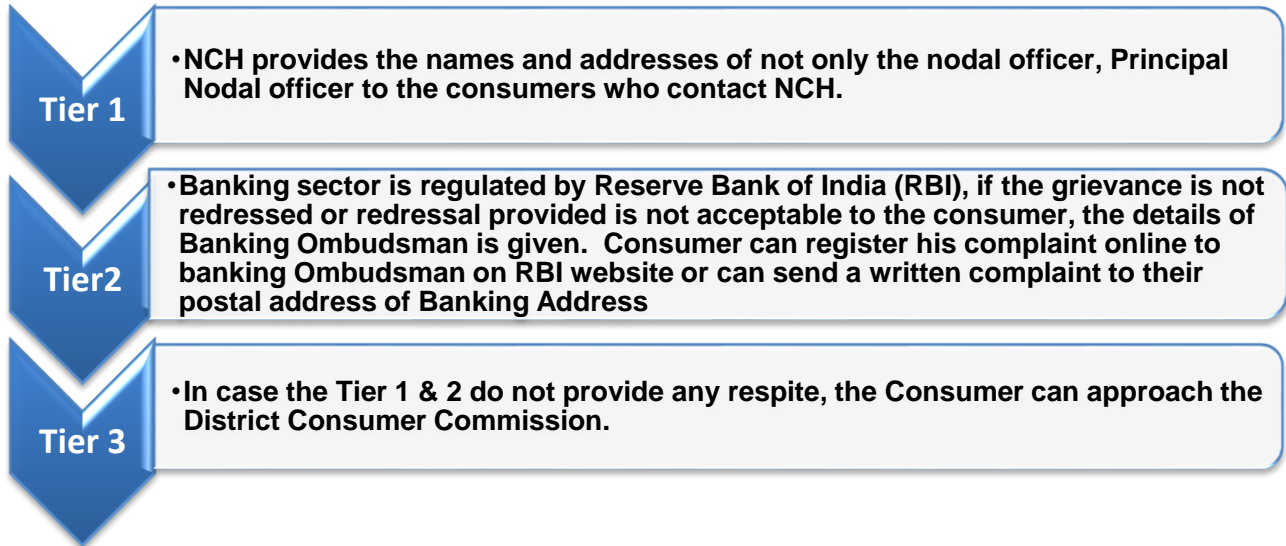 Tier 1
•NCH provides the names and addresses of not only the nodal officer, Principal
Nodal officer to the consumers who contact NCH.
Tier2
•Banking sector is regulated by Reserve Bank of India (RBI), if the grievance is not
redressed or redressal provided is not acceptable to the consumer, the details of
Banking Ombudsman is given.  Consumer can register his complaint online to
banking Ombudsman on RBI website or can send a written complaint to their
postal address of Banking Address
Tier 3
•In case the Tier 1 & 2 do not provide any respite, the Consumer can approach the
District Consumer Commission.